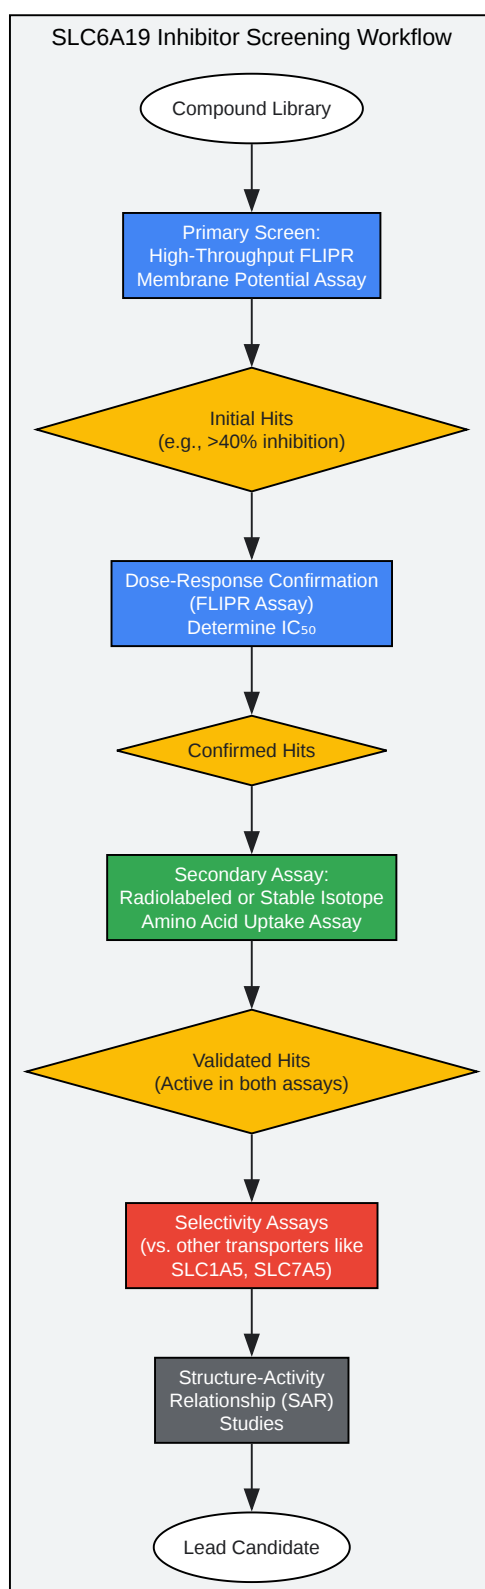 SLC6A19 Inhibitor Screening Workflow
Compound Library
Primary Screen:
High-Throughput FLIPR
Membrane Potential Assay
Initial Hits
(e.g., >40% inhibition)
Dose-Response Confirmation
(FLIPR Assay)
Determine IC₅₀
Confirmed Hits
Secondary Assay:
Radiolabeled or Stable Isotope
Amino Acid Uptake Assay
Validated Hits
(Active in both assays)
Selectivity Assays
(vs. other transporters like
SLC1A5, SLC7A5)
Structure-Activity
Relationship (SAR)
Studies
Lead Candidate